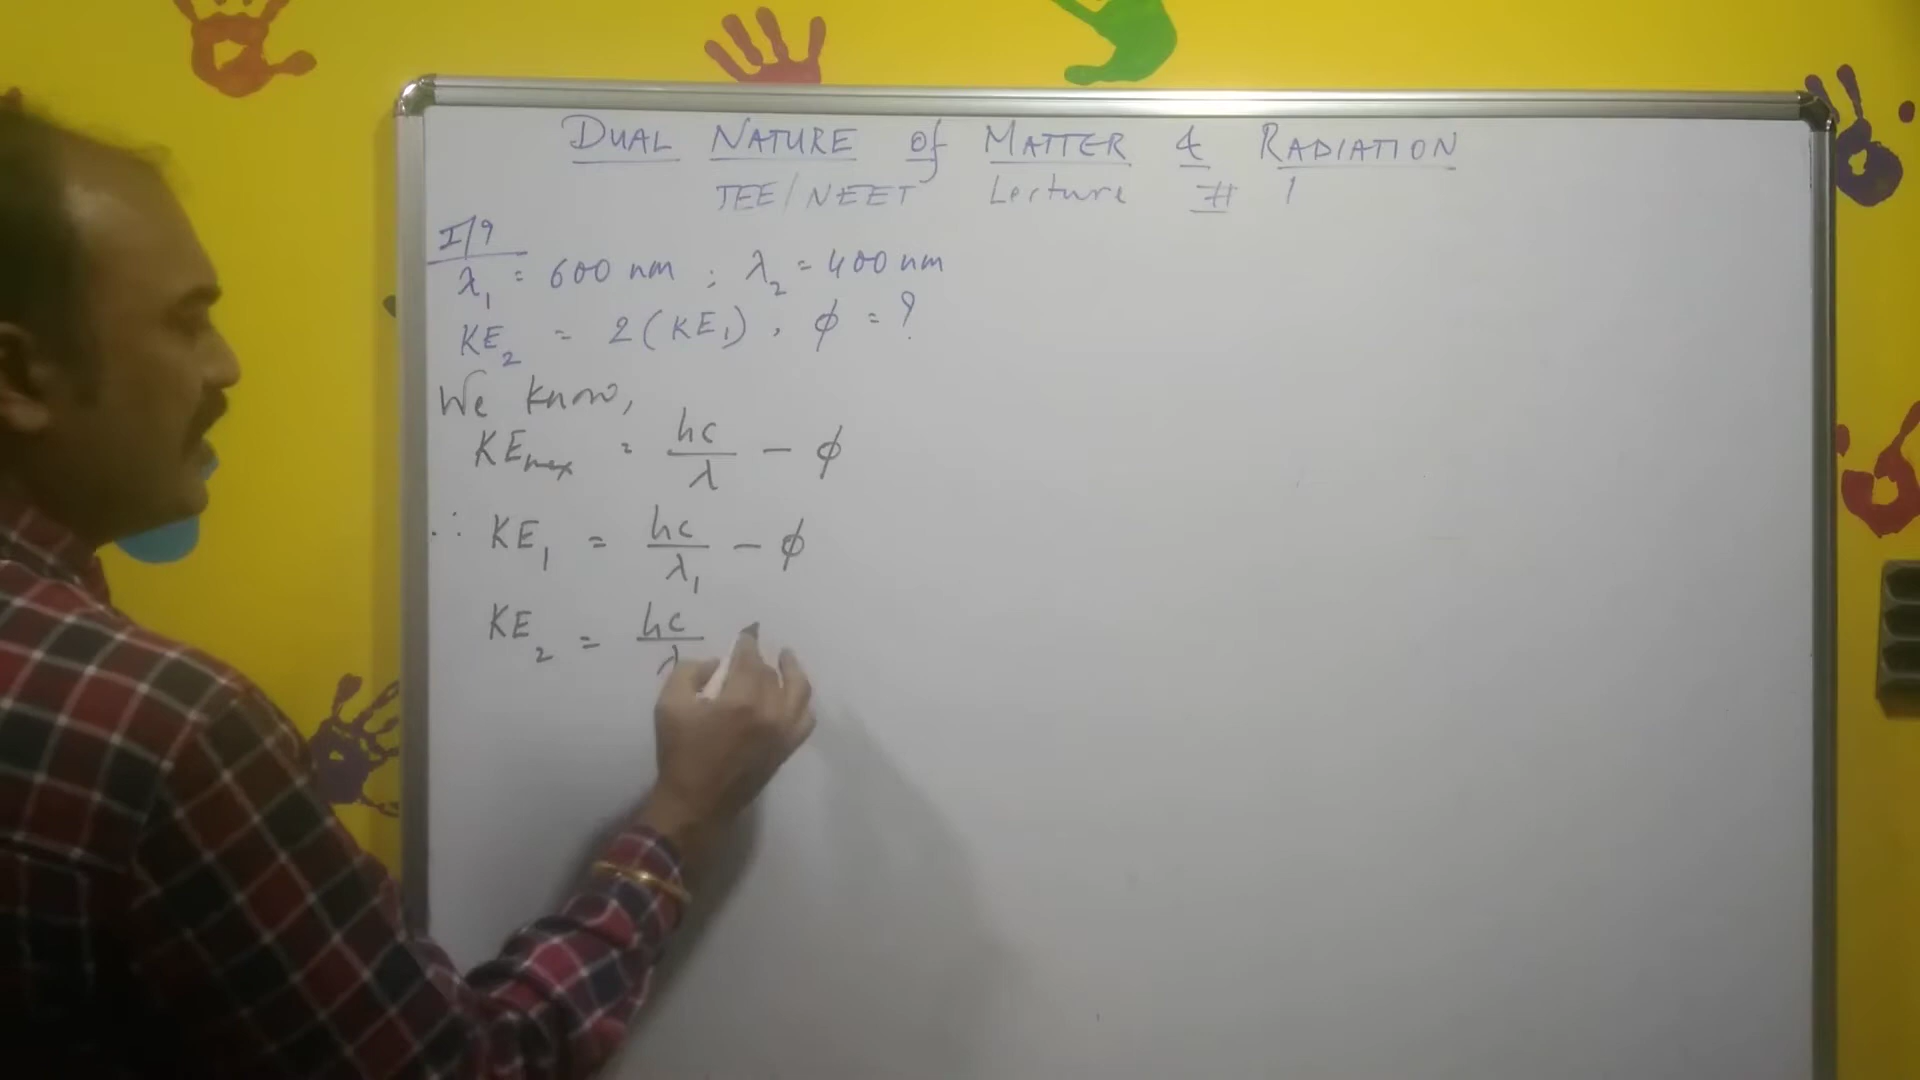 DUAL NATURE Of MATTER & RADIATION
JEE/NEET Lecture # 1
I/9
λ₁ = 600 nm ; λ₂ = 400 nm
KE₂ = 2(KE₁), ϕ = ?
We know,
KEmax = hc/λ - ϕ
∴ KE₁ = hc/λ₁ - ϕ
KE₂ = hc/λ